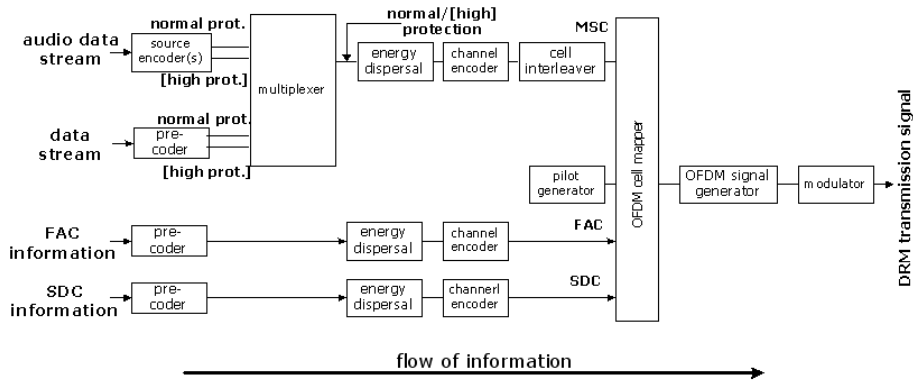 normal/[high]
protection
MSC
normal prot.
audio data
stream
source
encoder(s)
[high prot.]
multiplexer
energy
dispersal
channel
encoder
cell
interleaver
normal prot.
data
stream
pre-
coder
[high prot.]
pilot
generator
OFDM cell mapper
OFDM signal
generator
modulator
DRM transmission signal
FAC
information
pre-
coder
energy
dispersal
channel
encoder
FAC
SDC
information
pre-
coder
energy
dispersal
channerl
encoder
SDC
flow of information